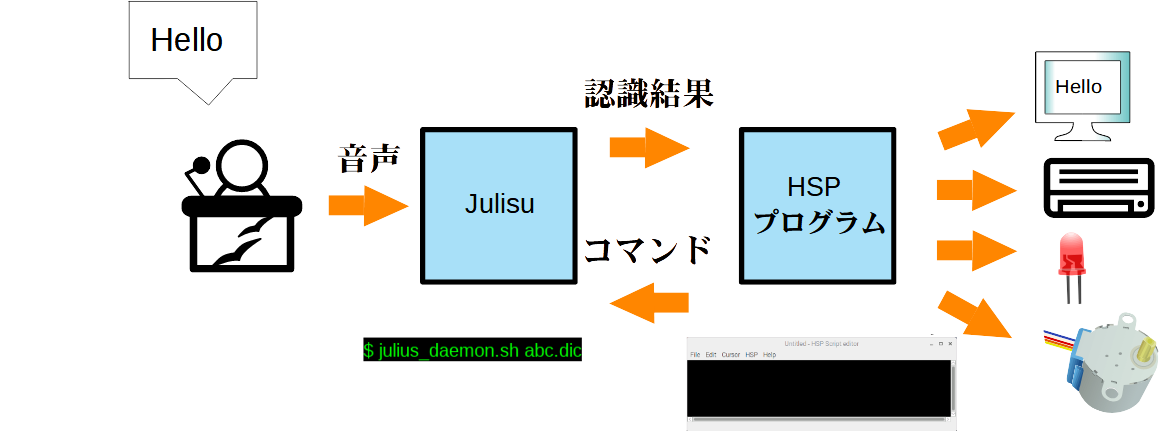 Hello
音声
Julisu
認識結果
コマンド
HSP
プログラム
Hello
$ julius_daemon.sh abc.dic
Untitled - HSP Script editor
File Edit Cursor HSP Help